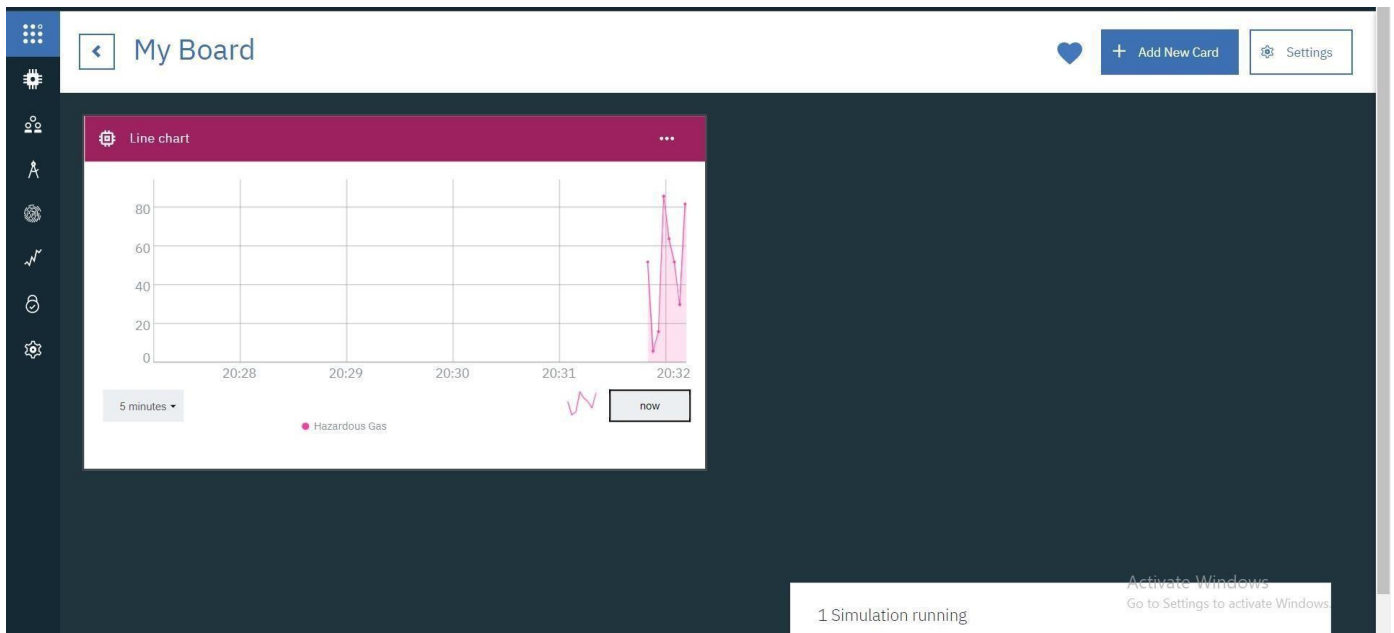 My Board
+ Add New Card
Settings
Line chart
80
60
40
20
0
20:28 20:29 20:30 20:31 20:32
5 minutes
now
Hazardous Gas
Activate Windows
Go to Settings to activate Windows.
1 Simulation running